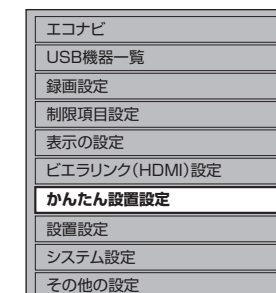 エコナビ
USB機器一覧
録画設定
制限項目設定
表示の設定
ビエラリンク(HDMI)設定
かんたん設置設定
設置設定
システム設定
その他の設定